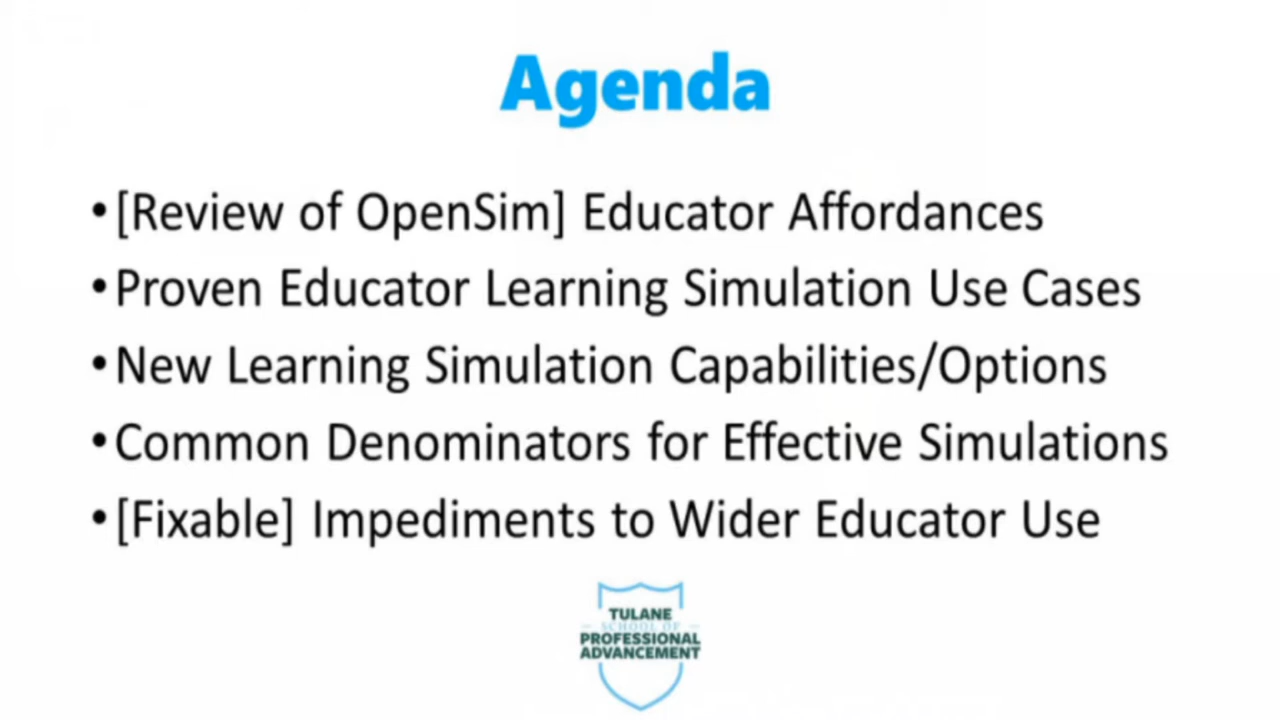 Agenda
•[Review of OpenSim] Educator Affordances
•Proven Educator Learning Simulation Use Cases
•New Learning Simulation Capabilities/Options
•Common Denominators for Effective Simulations
•[Fixable] Impediments to Wider Educator Use
TULANE
SCHOOL OF
PROFESSIONAL
ADVANCEMENT